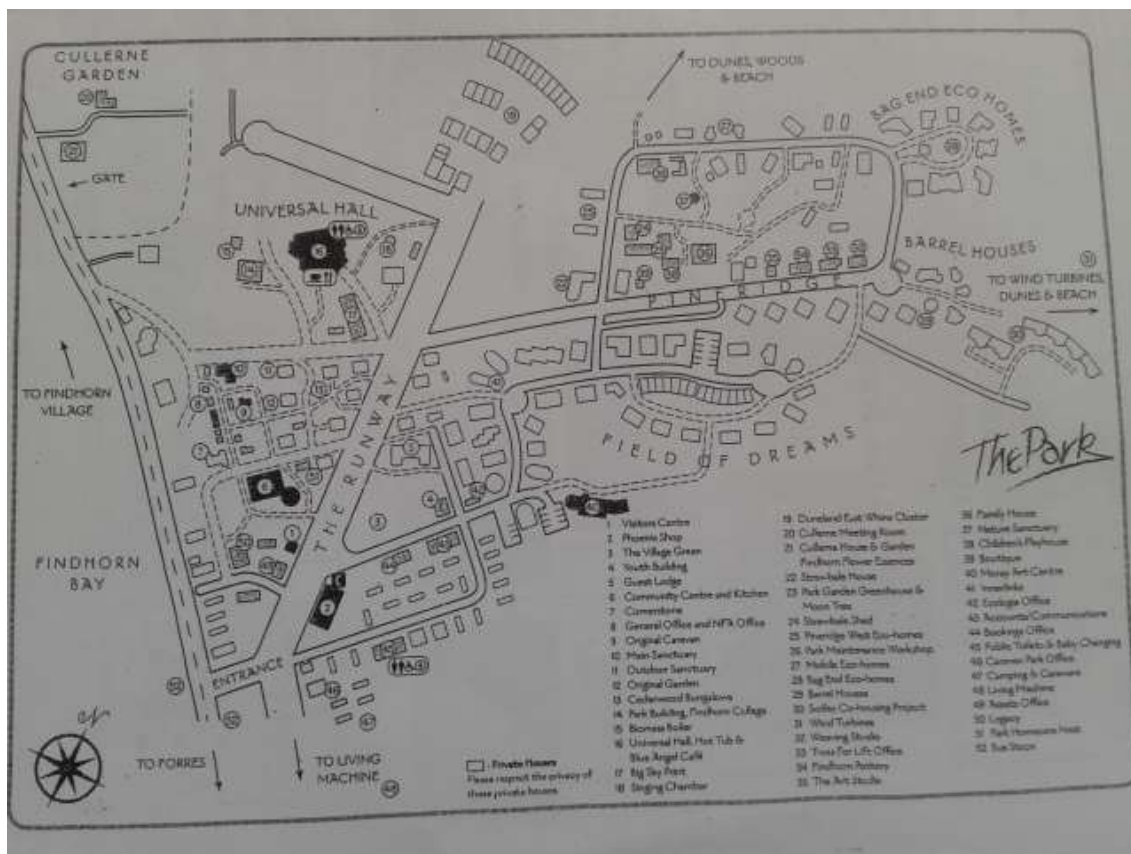 CULLERNE
GARDEN
GATE
UNIVERSAL HALL
TO DUNES, WOODS
& BEACH
BAG END ECO HOMES
BARREL HOUSES
TO WIND TURBINES,
DUNES & BEACH
PINERIDGE
TO FINDHORN
VILLAGE
THE RUNWAY
FIELD OF DREAMS
The Park
FINDHORN
BAY
ENTRANCE
TO FORRES
TO LIVING
MACHINE
- Private Houses
Please respect the privacy of
these private houses
1 Visitors Centre
2 Phoenix Shop
3 The Village Green
4 Youth Building
5 Guest Lodge
6 Community Centre and Kitchen
7 Cornerstone
8 General Office and NFA Office
9 Original Caravan
10 Main Sanctuary
11 Outdoor Sanctuary
12 Original Garden
13 Cedarwood Bungalows
14 Park Building, Findhorn College
15 Biomass Boiler
16 Universal Hall, Hot Tub &
Blue Angel Café
17 Big Sky Print
18 Singing Chamber
19 Duneland East Whins Cluster
20 Cullerne Meeting Room
21 Cullerne House & Garden
Findhorn Flower Essences
22 Strawbale House
23 Park Garden Greenhouse &
Moon Tree
24 Strawbale Shed
25 Pineridge West Eco-homes
26 Park Maintenance Workshop
27 Mobile Eco-homes
28 Bag End Eco-homes
29 Barrel Houses
30 Soillse Co-housing Project
31 Wind Turbines
32 Weaving Studio
33 Trees For Life Office
34 Findhorn Pottery
35 The Art Studio
36 Family House
37 Nature Sanctuary
38 Children's Playhouse
39 Boutique
40 Moray Art Centre
41 Innerlinks
42 Ecologia Office
43 Accounts/Communications
44 Bookings Office
45 Public Toilets & Baby Changing
46 Caravan Park Office
47 Camping & Caravans
48 Living Machine
49 Office
50 Legacy
51 Park
52 Bus Stops